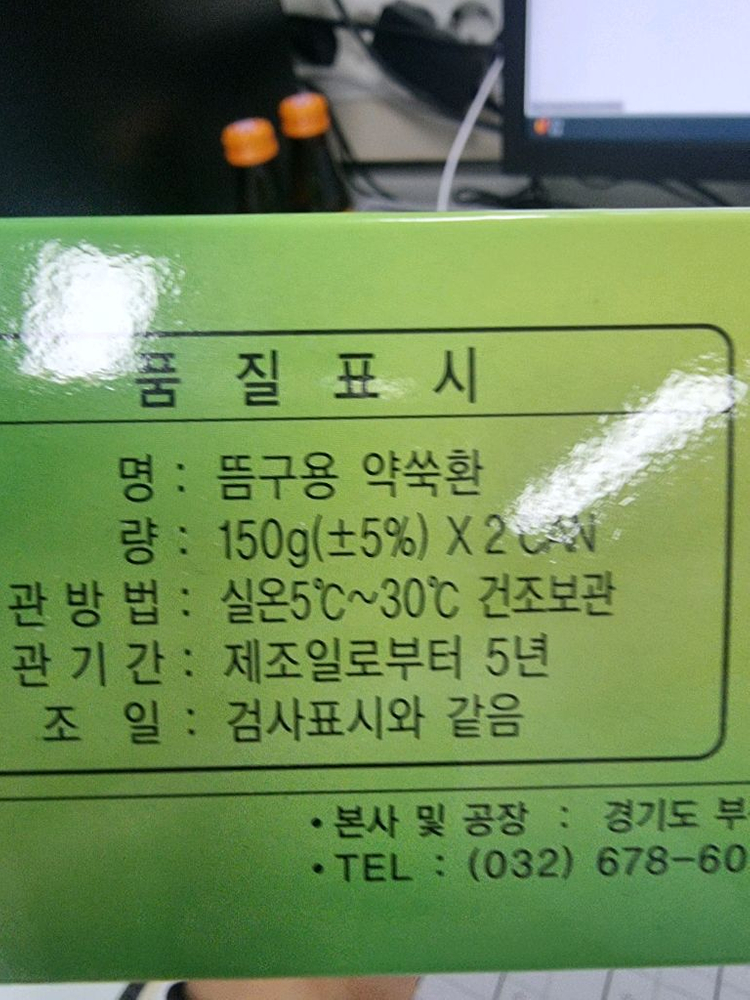 품 질 표 시
명 : 뜸구용 약쑥환
량 : 150g(±5%) X 2 CAN
관 방 법 : 실온5℃~30℃ 건조보관
관 기 간 : 제조일로부터 5년
조 일 : 검사표시와 같음
• 본사 및 공장 : 경기도 부
• TEL : (032) 678-60